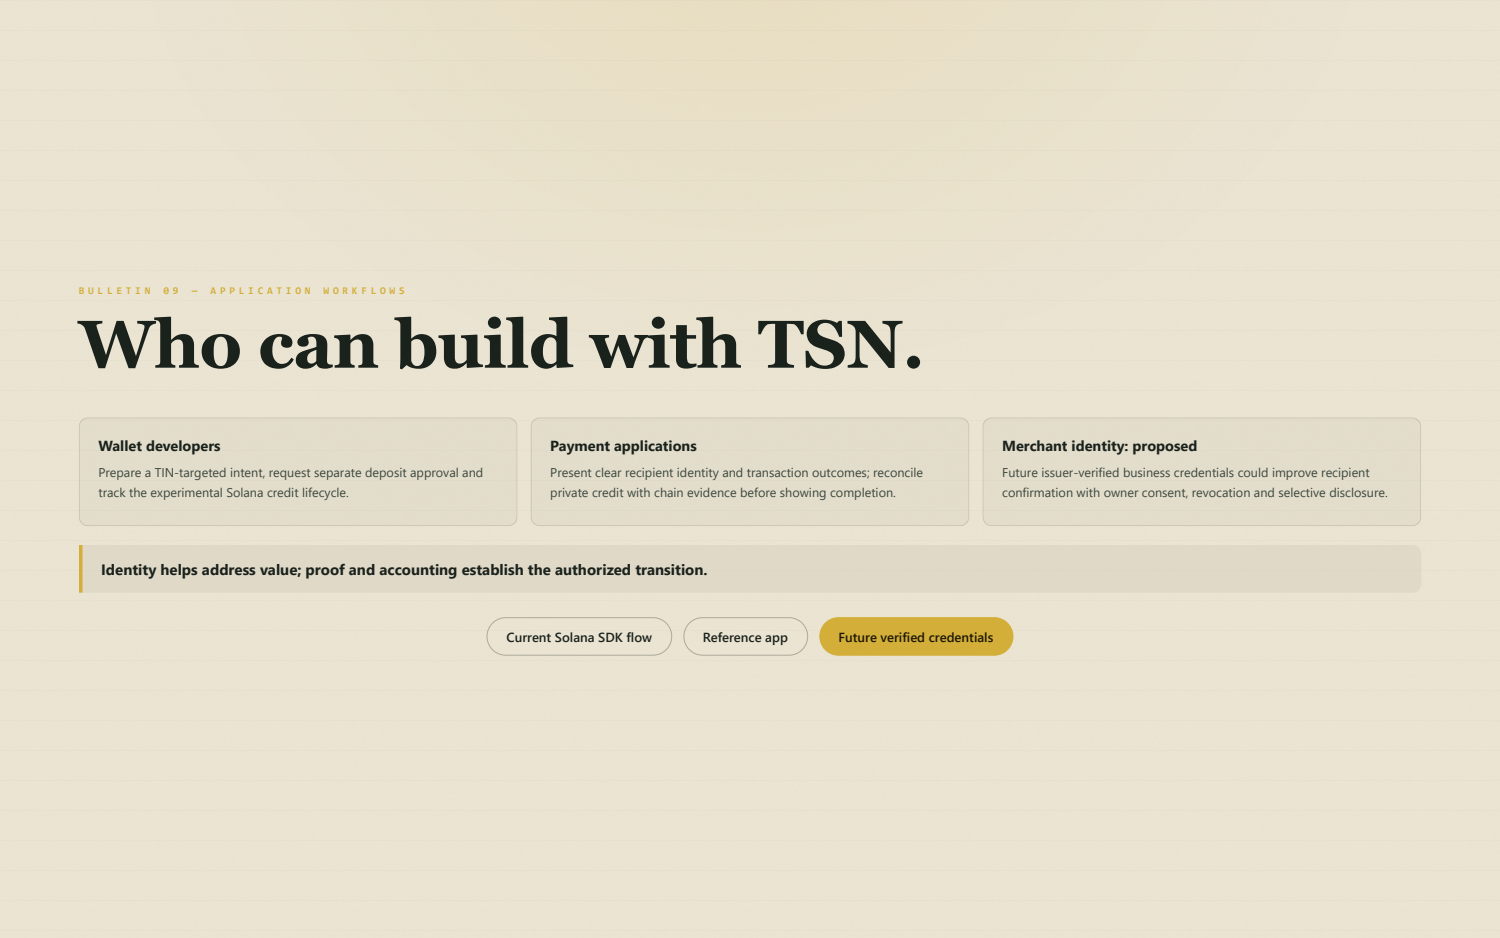 BULLETIN 09 — APPLICATION WORKFLOWS
Who can build with TSN.
Wallet developers
Prepare a TIN-targeted intent, request separate deposit approval and
track the experimental Solana credit lifecycle.
Payment applications
Present clear recipient identity and transaction outcomes; reconcile
private credit with chain evidence before showing completion.
Merchant identity: proposed
Future issuer-verified business credentials could improve recipient
confirmation with owner consent, revocation and selective disclosure.
Identity helps address value; proof and accounting establish the authorized transition.
Current Solana SDK flow
Reference app
Future verified credentials